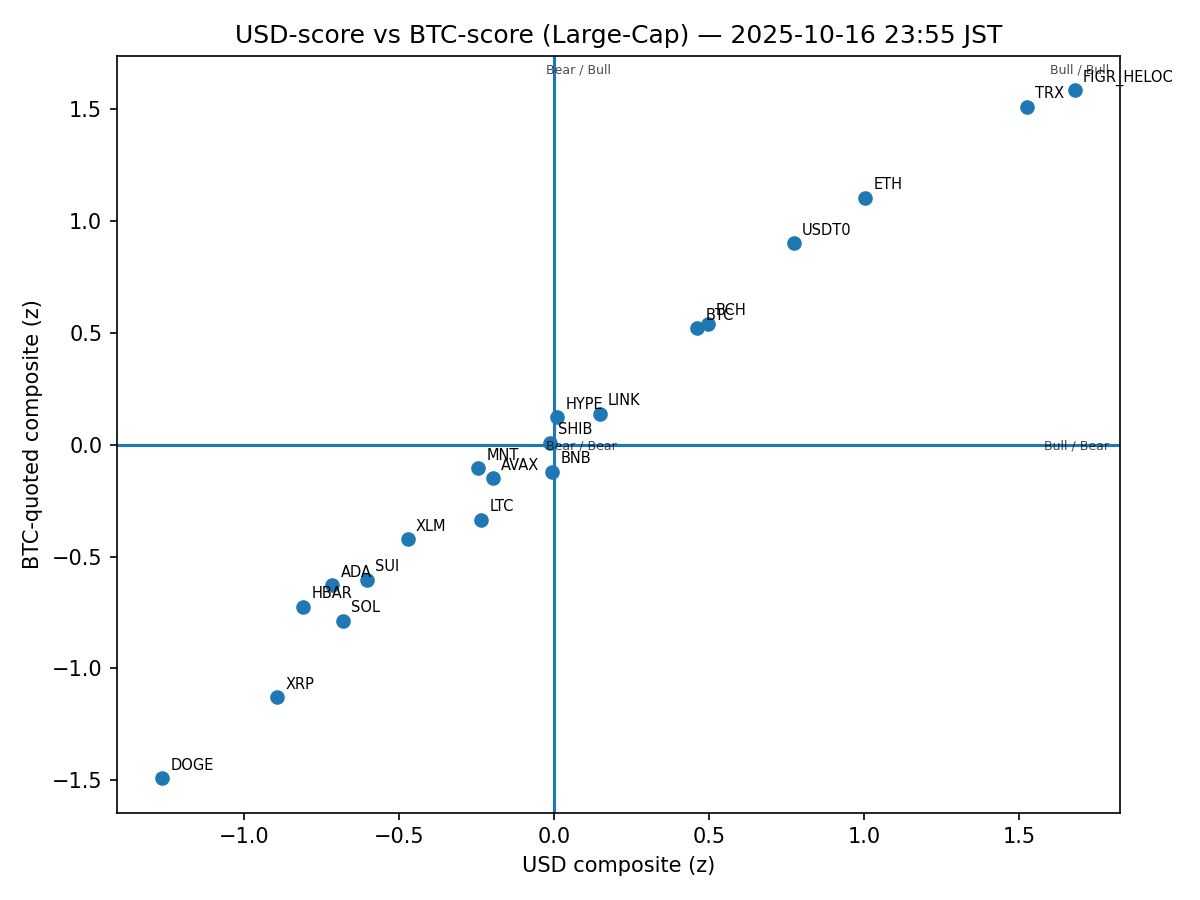 USD-score vs BTC-score (Large-Cap) — 2025-10-16 23:55 JST
Bear / Bull
Bull / Bull
FIGR_HELOC
TRX
ETH
USDT0
BCH
BTC
LINK
HYPE
SHIB
Bear / Bear
Bull / Bear
MNT
BNB
AVAX
LTC
XLM
SUI
ADA
HBAR
SOL
XRP
DOGE
1.5
1.0
0.5
0.0
−0.5
−1.0
−1.5
BTC-quoted composite (z)
−1.0
−0.5
0.0
0.5
1.0
1.5
USD composite (z)